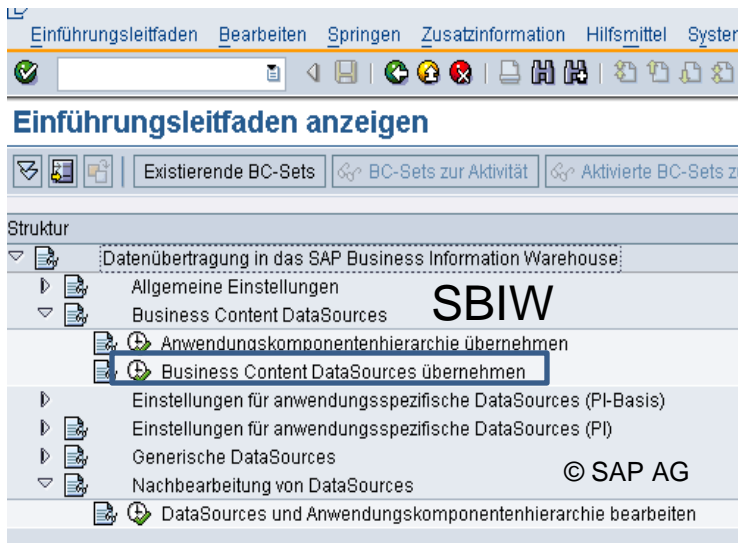 Einführungsleitfaden Bearbeiten Springen Zusatzinformation Hilfsmittel
Einführungsleitfaden anzeigen
Existierende BC-Sets BC-Sets zur Aktivität Aktivierte BC-Sets
Struktur
Datenübertragung in das SAP Business Information Warehouse
Allgemeine Einstellungen
SBIW
Business Content DataSources
Anwendungskomponentenhierarchie übernehmen
Business Content DataSources übernehmen
Einstellungen für anwendungsspezifische DataSources (PI-Basis)
Einstellungen für anwendungsspezifische DataSources (PI)
Generische DataSources
© SAP AG
Nachbearbeitung von DataSources
DataSources und Anwendungskomponentenhierarchie bearbeiten